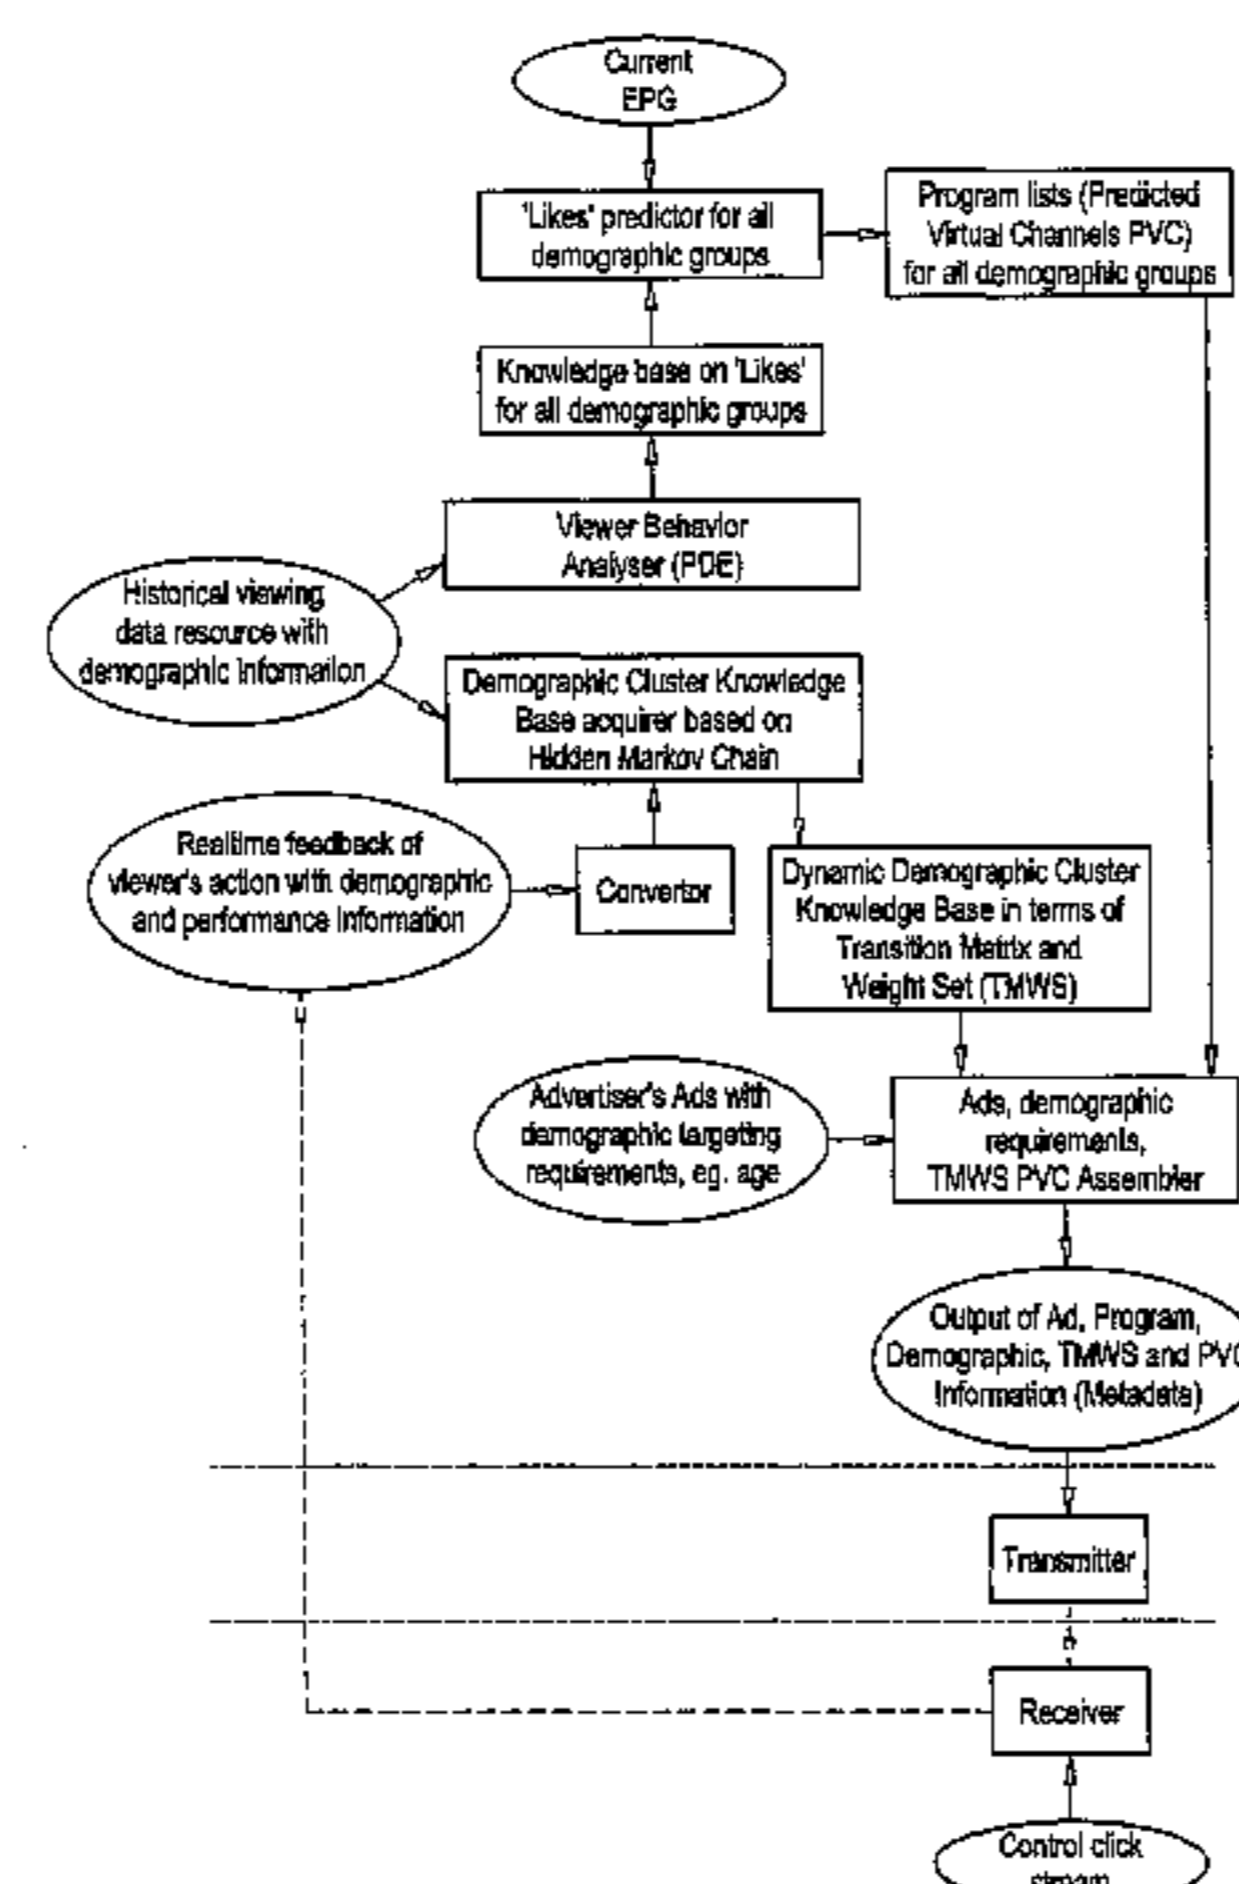 Current
EPG
'Likes' predictor for all
demographic groups
Program lists (Predicted
Virtual Channels PVC)
for all demographic groups
Knowledge base on 'Likes'
for all demographic groups
Viewer Behavior
Analyser (PDE)
Historical viewing
data resource with
demographic Information
Demographic Cluster Knowledge
Base acquirer based on
Hidden Markov Chain
Realtime feedback of
viewer's action with demographic
and performance Information
Convertor
Dynamic Demographic Cluster
Knowledge Base in terms of
Transition Matrix and
Weight Set (TMWS)
Advertiser's Ads with
demographic targeting
requirements, eg. age
Ads, demographic
requirements,
TMWS PVC Assembler
Output of Ad, Program,
Demographic, TMWS and PVC
Information (Metadata)
Transmitter
Receiver
Control click
stream